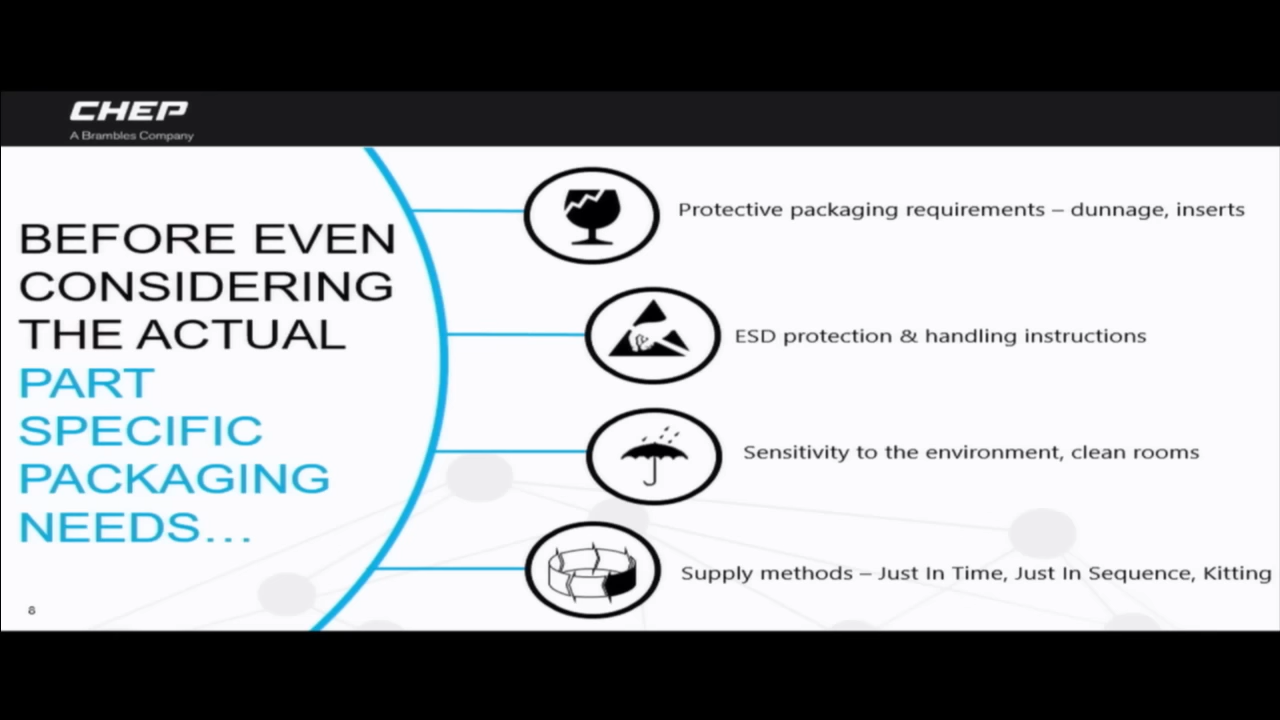 CHEP
A Brambles Company
BEFORE EVEN
CONSIDERING
THE ACTUAL
PART
SPECIFIC
PACKAGING
NEEDS...
Protective packaging requirements – dunnage, inserts
ESD protection & handling instructions
Sensitivity to the environment, clean rooms
Supply methods – Just In Time, Just In Sequence, Kitting
8